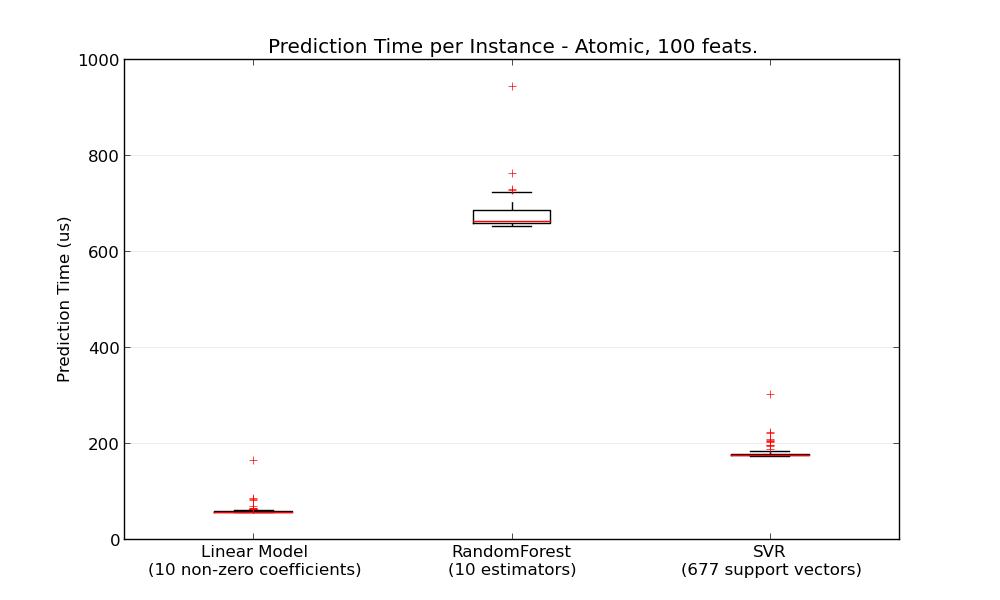 Prediction Time per Instance - Atomic, 100 feats.
1000
800
600
400
200
0
Prediction Time (us)
Linear Model
(10 non-zero coefficients)
RandomForest
(10 estimators)
SVR
(677 support vectors)